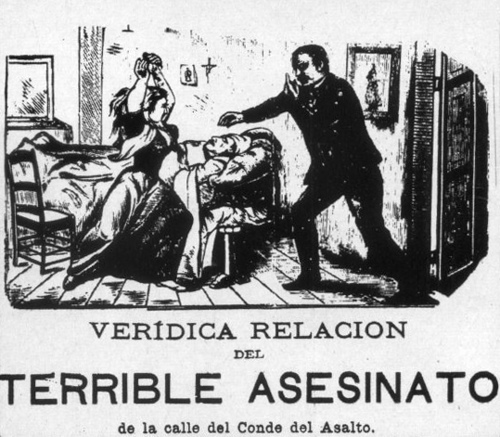 VERÍDICA RELACION
DEL
TERRIBLE ASESINATO
de la calle del Conde del Asalto.